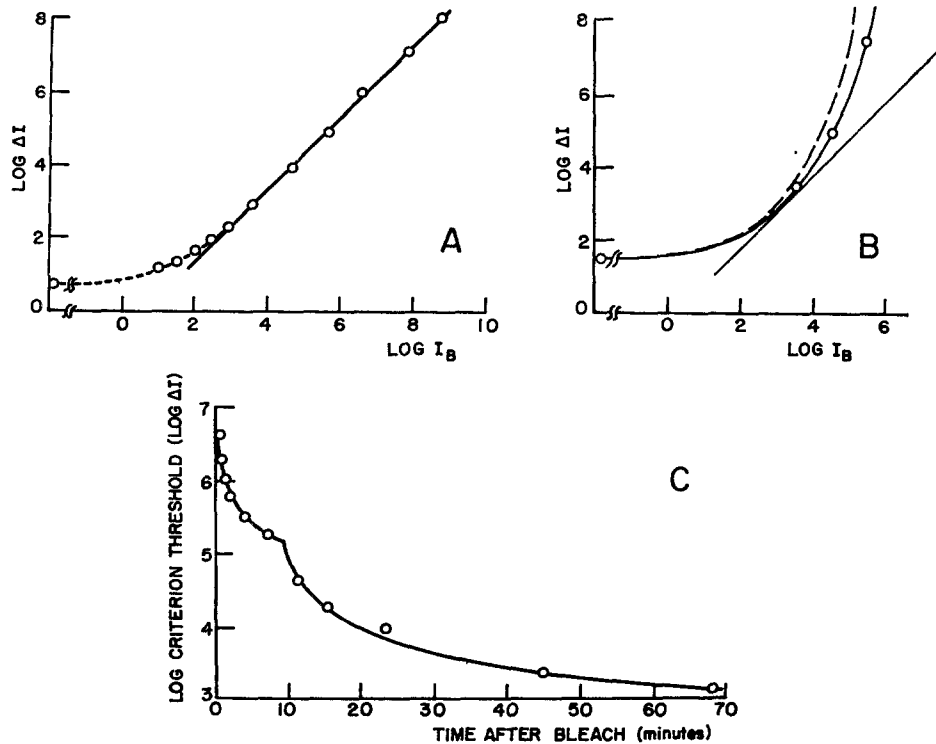 8
6
4
2
0
LOG ΔI
A
0 2 4 6 8 10
LOG I_B
8
6
4
2
0
LOG ΔI
B
0 2 4 6
LOG I_B
LOG CRITERION THRESHOLD (LOG ΔI)
7
6
5
4
3
C
0 10 20 30 40 50 60 70
TIME AFTER BLEACH (minutes)